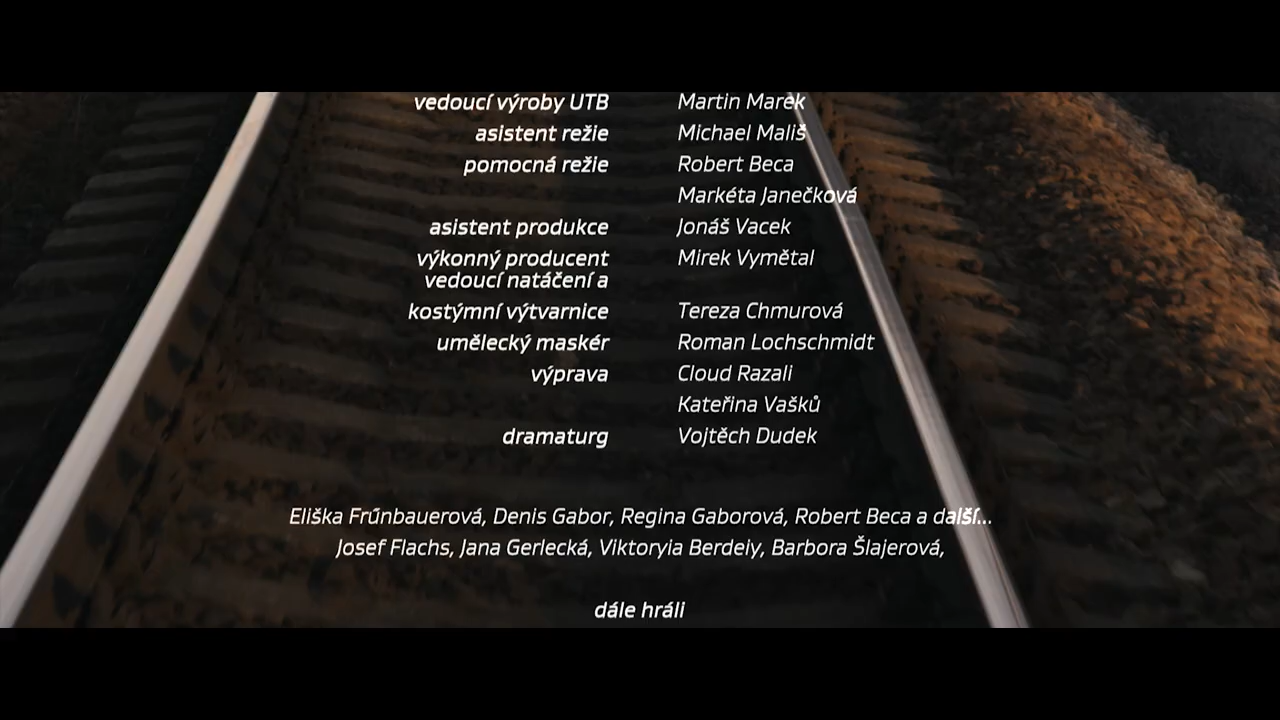 vedoucí výroby UTB Martin Marek
asistent režie Michael Mališ
pomocná režie Robert Beca
Markéta Janečková
asistent produkce Jonáš Vacek
výkonný producent Mirek Vymětal
vedoucí natáčení a
kostýmní výtvarnice Tereza Chmurová
umělecký maskér Roman Lochschmidt
výprava Cloud Razali
Kateřina Vašků
dramaturg Vojtěch Dudek
Eliška Frűnbauerová, Denis Gabor, Regina Gaborová, Robert Beca a další...
Josef Flachs, Jana Gerlecká, Viktoryia Berdeiy, Barbora Šlajerová,
dále hráli